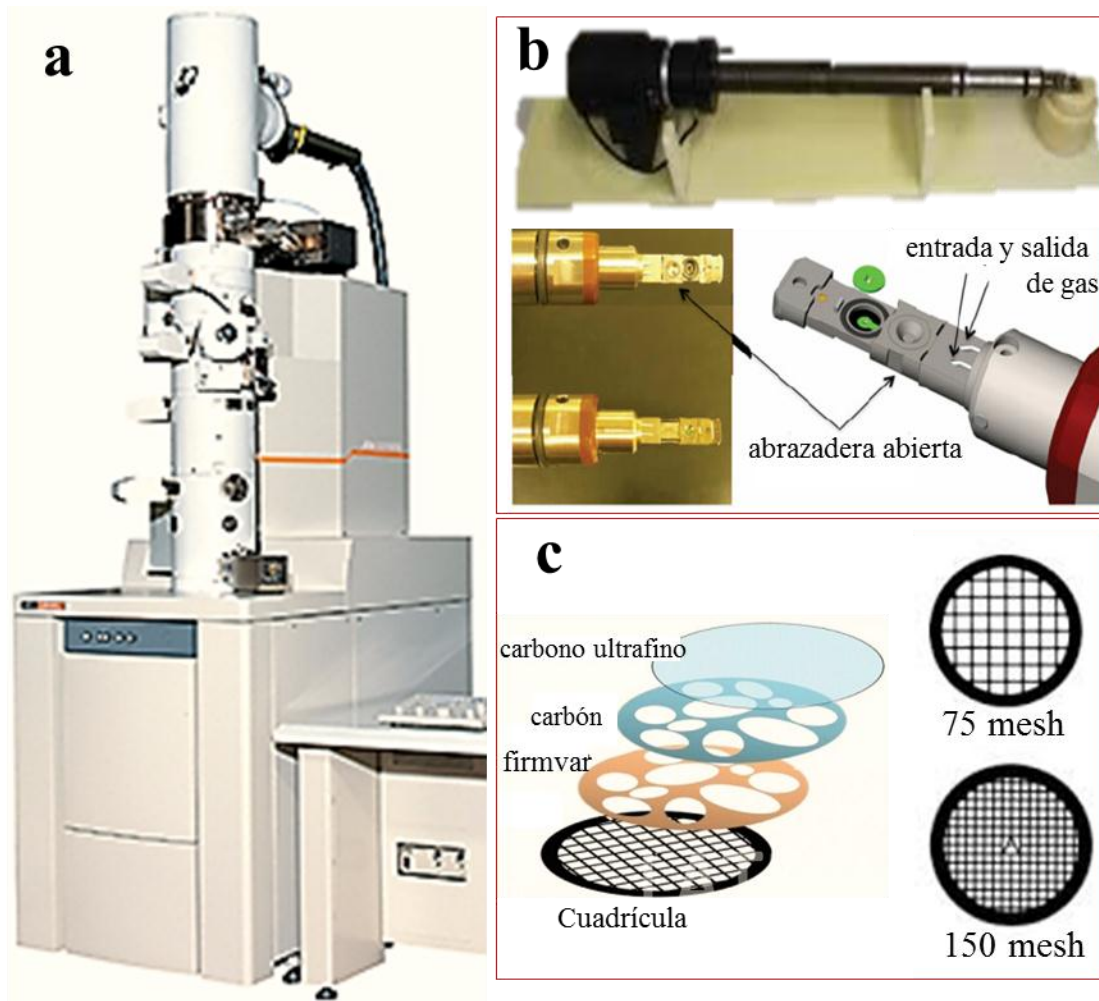 a
b
entrada y salida
de gas
abrazadera abierta
c
carbono ultrafino
carbón
firmvar
Cuadrícula
75 mesh
150 mesh